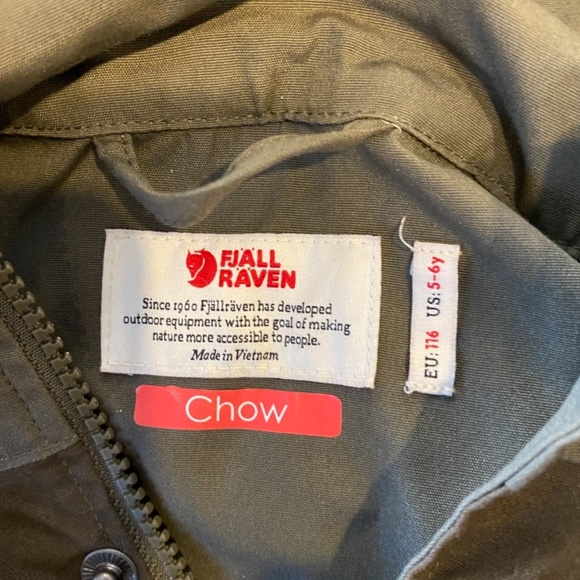 FJÄLL
RÄVEN
Since 1960 Fjällräven has developed
outdoor equipment with the goal of making
nature more accessible to people.
Made in Vietnam
EU: 116 US: 5-6y
Chow